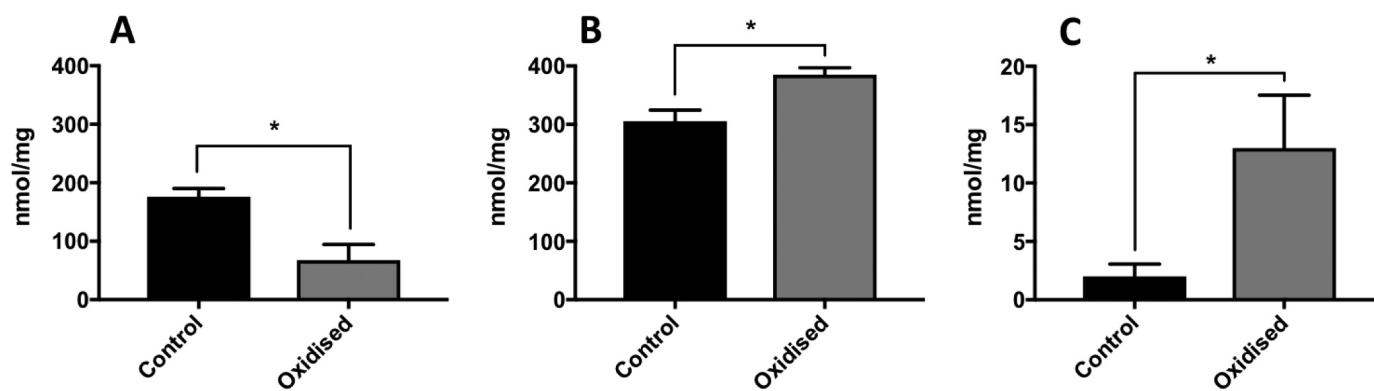 A
400
300
200
100
0
nmol/mg
*
Control
Oxidised
B
400
300
200
100
0
nmol/mg
*
Control
Oxidised
C
20
15
10
5
0
nmol/mg
*
Control
Oxidised